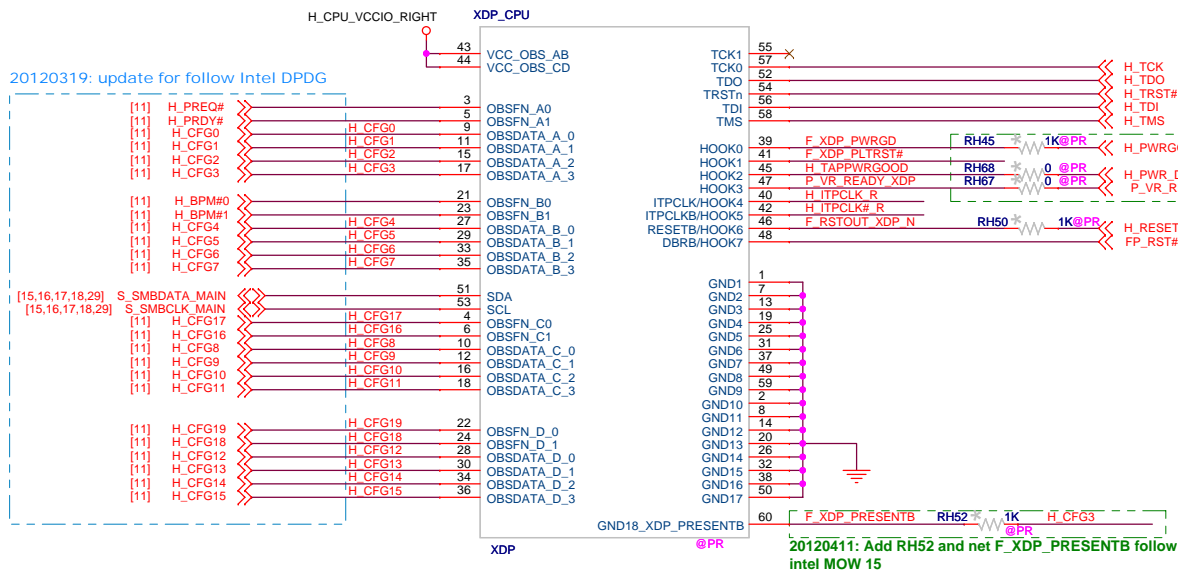 H_CPU_VCCIO_RIGHT
XDP_CPU
20120319: update for follow Intel DPDG
43 VCC_OBS_AB
44 VCC_OBS_CD
[11] H_PREQ# 3 OBSFN_A0
[11] H_PRDY# 5 OBSFN_A1
[11] H_CFG0 H_CFG0 9 OBSDATA_A_0
[11] H_CFG1 H_CFG1 11 OBSDATA_A_1
[11] H_CFG2 H_CFG2 15 OBSDATA_A_2
[11] H_CFG3 H_CFG3 17 OBSDATA_A_3
[11] H_BPM#0 21 OBSFN_B0
[11] H_BPM#1 23 OBSFN_B1
[11] H_CFG4 H_CFG4 27 OBSDATA_B_0
[11] H_CFG5 H_CFG5 29 OBSDATA_B_1
[11] H_CFG6 H_CFG6 33 OBSDATA_B_2
[11] H_CFG7 H_CFG7 35 OBSDATA_B_3
[15,16,17,18,29] S_SMBDATA_MAIN 51 SDA
[15,16,17,18,29] S_SMBCLK_MAIN 53 SCL
[11] H_CFG17 H_CFG17 4 OBSFN_C0
[11] H_CFG16 H_CFG16 6 OBSFN_C1
[11] H_CFG8 H_CFG8 10 OBSDATA_C_0
[11] H_CFG9 H_CFG9 12 OBSDATA_C_1
[11] H_CFG10 H_CFG10 16 OBSDATA_C_2
[11] H_CFG11 H_CFG11 18 OBSDATA_C_3
[11] H_CFG19 H_CFG19 22 OBSFN_D_0
[11] H_CFG18 H_CFG18 24 OBSFN_D_1
[11] H_CFG12 H_CFG12 28 OBSDATA_D_0
[11] H_CFG13 H_CFG13 30 OBSDATA_D_1
[11] H_CFG14 H_CFG14 34 OBSDATA_D_2
[11] H_CFG15 H_CFG15 36 OBSDATA_D_3
TCK1 55
TCK0 57 H_TCK
TDO 52 H_TDO
TRSTn 54 H_TRST#
TDI 56 H_TDI
TMS 58 H_TMS
HOOK0 39 F_XDP_PWRGD RH45 * 1K @PR H_PWRG
HOOK1 41 F_XDP_PLTRST#
HOOK2 45 H_TAPPWRGOOD RH68 * 0 @PR H_PWR_D
HOOK3 47 P_VR_READY_XDP RH67 0 @PR P_VR_R
ITPCLK/HOOK4 40 H_ITPCLK_R
ITPCLKB/HOOK5 42 H_ITPCLK#_R
RESETB/HOOK6 46 F_RSTOUT_XDP_N RH50 * 1K @PR H_RESET
DBRB/HOOK7 48 FP_RST#
GND1 1
GND2 7
GND3 13
GND4 19
GND5 25
GND6 31
GND7 37
GND8 49
GND9 59
GND10 2
GND11 8
GND12 14
GND13 20
GND14 26
GND15 32
GND16 38
GND17 50
GND18_XDP_PRESENTB 60 F_XDP_PRESENTB RH52 * 1K H_CFG3
@PR
XDP
@PR
20120411: Add RH52 and net F_XDP_PRESENTB follow
intel MOW 15